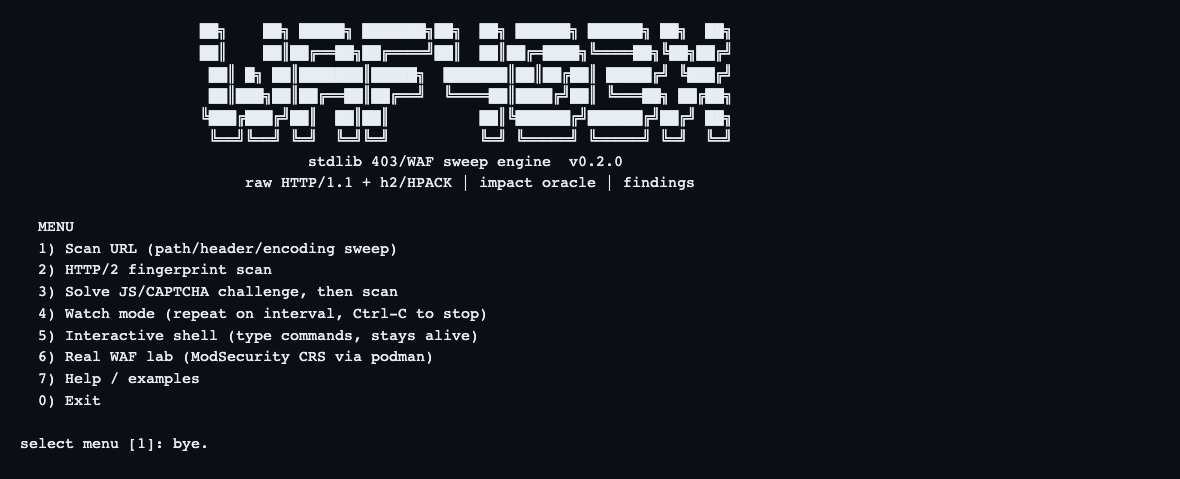 WAF403X
stdlib 403/WAF sweep engine v0.2.0
raw HTTP/1.1 + h2/HPACK | impact oracle | findings
MENU
1) Scan URL (path/header/encoding sweep)
2) HTTP/2 fingerprint scan
3) Solve JS/CAPTCHA challenge, then scan
4) Watch mode (repeat on interval, Ctrl-C to stop)
5) Interactive shell (type commands, stays alive)
6) Real WAF lab (ModSecurity CRS via podman)
7) Help / examples
0) Exit
select menu [1]: bye.